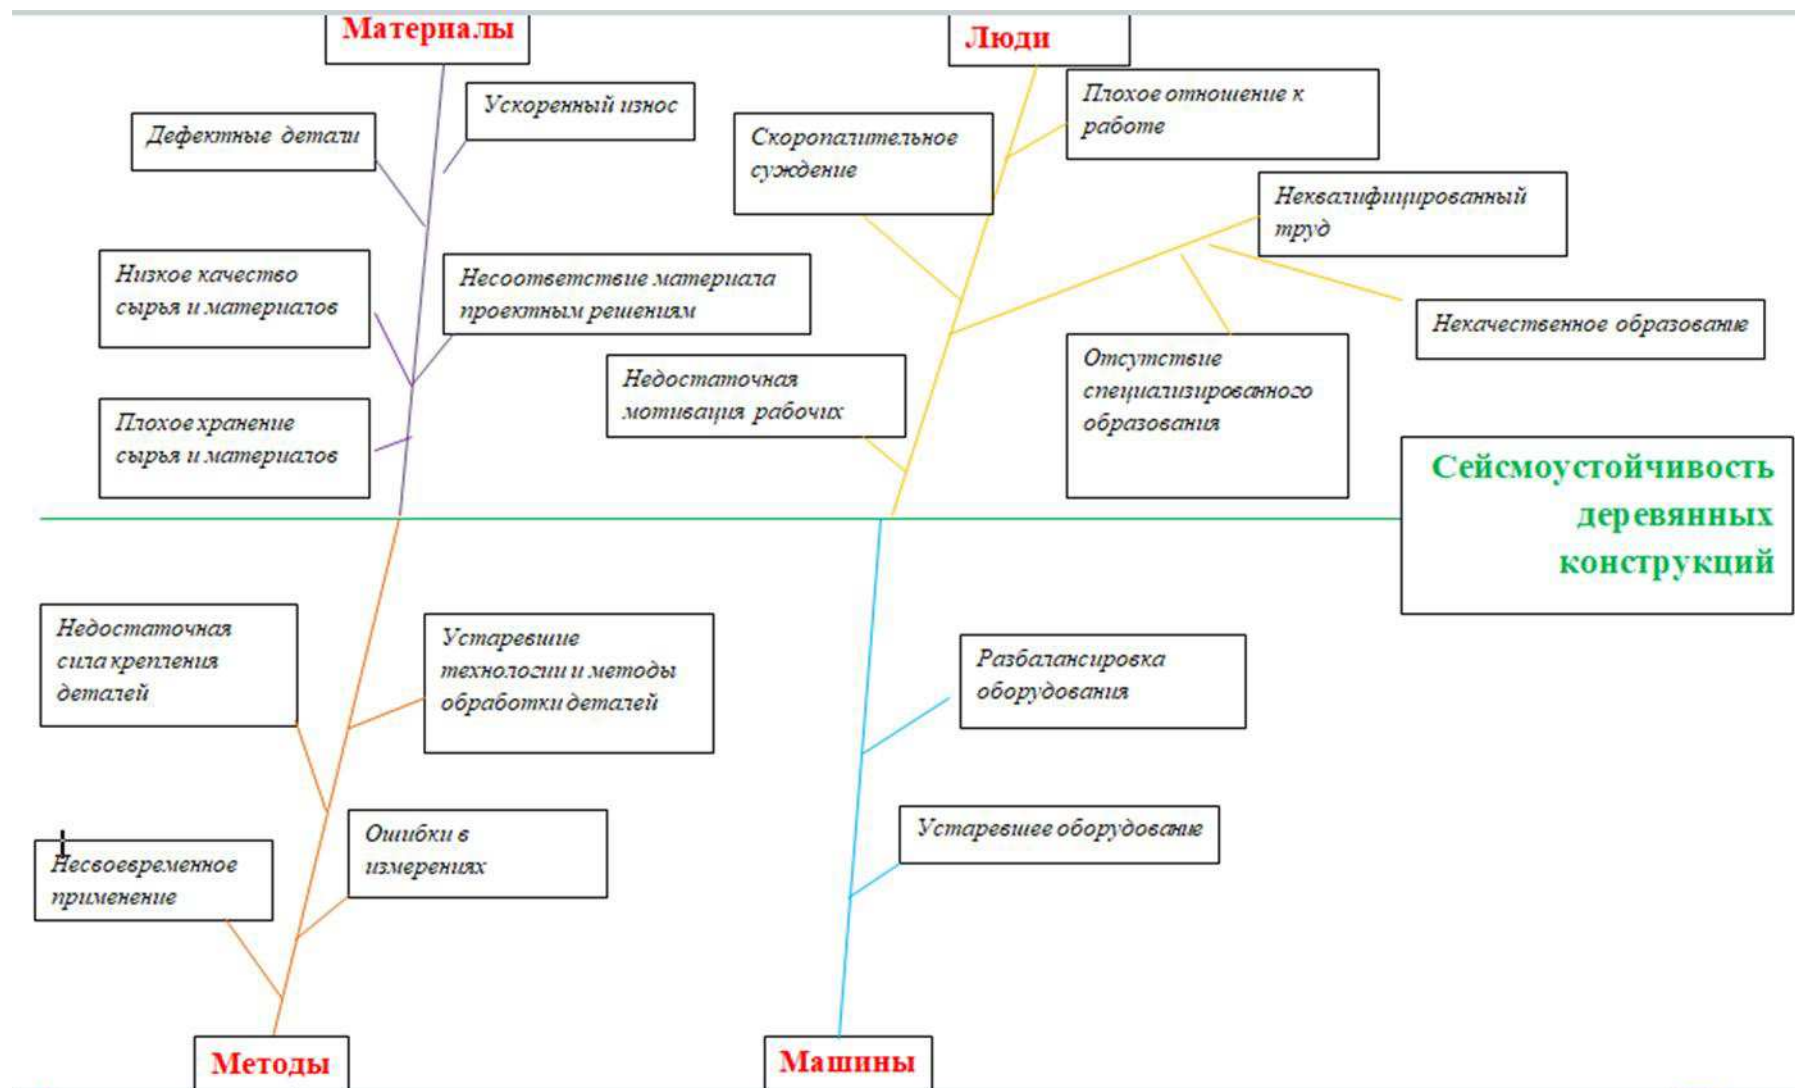 Материалы
Люди
Ускоренный износ
Дефектные детали
Плохое отношение к
работе
Скоропалительное
суждение
Неквалифицированный
труд
Низкое качество
сырья и материалов
Несоответствие материала
проектным решениям
Некачественное образование
Недостаточная
мотивация рабочих
Отсутствие
специализированного
образования
Плохое хранение
сырья и материалов
Сейсмоустойчивость
деревянных
конструкций
Недостаточная
сила крепления
деталей
Устаревшие
технологии и методы
обработки деталей
Разбалансировка
оборудования
Ошибки в
измерениях
Устаревшее оборудование
Несвоевременное
применение
Методы
Машины